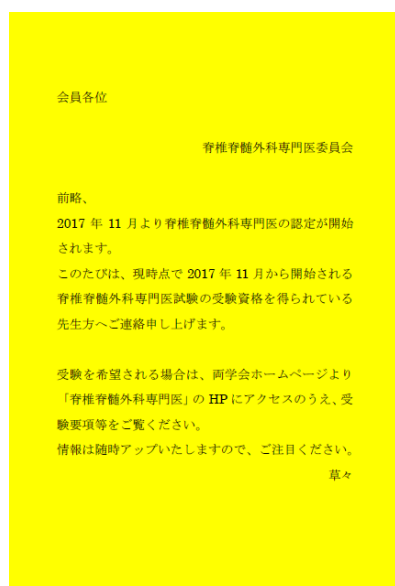 会員各位
脊椎脊髄外科専門医委員会
前略、
2017 年 11 月より脊椎脊髄外科専門医の認定が開始
されます。
このたびは、現時点で 2017 年 11 月から開始される
脊椎脊髄外科専門医試験の受験資格を得られている
先生方へご連絡申し上げます。
受験を希望される場合は、両学会ホームページより
「脊椎脊髄外科専門医」の HP にアクセスのうえ、受
験要項等をご覧ください。
情報は随時アップいたしますので、ご注目ください。
草々